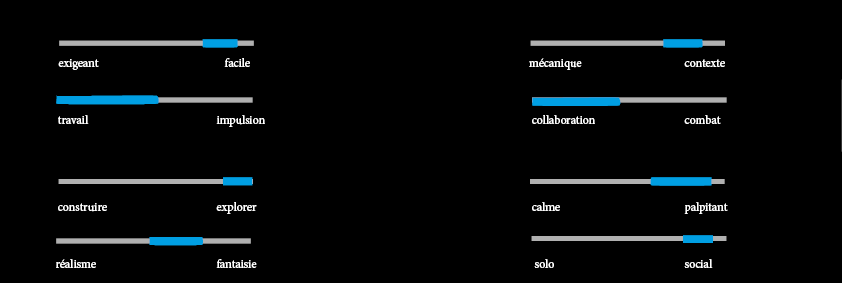 exigeant facile
mécanique contexte
travail impulsion
collaboration combat
construire explorer
calme palpitant
réalisme fantaisie
solo social